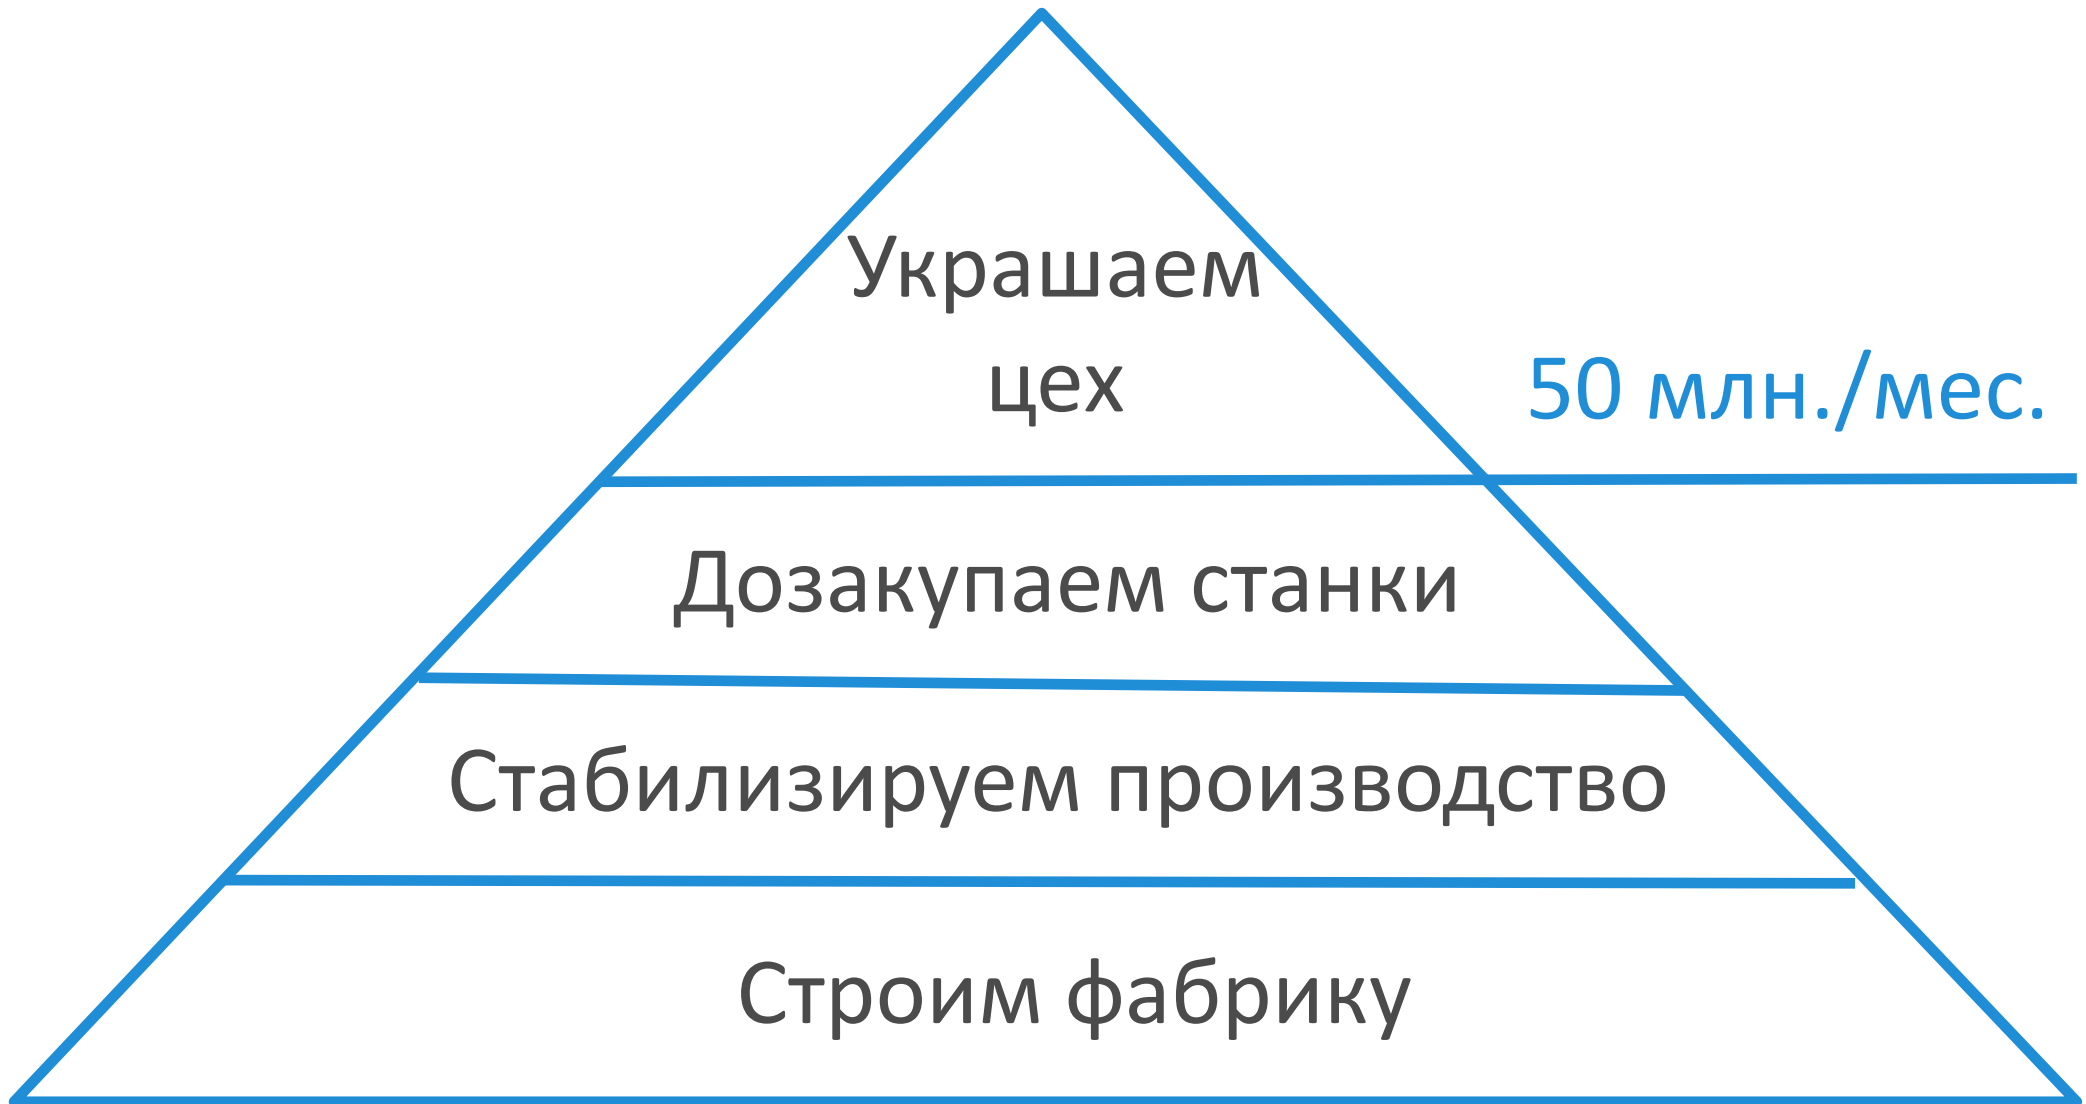 Украшаем
цех
50 млн./мес.
Дозакупаем станки
Стабилизируем производство
Строим фабрику